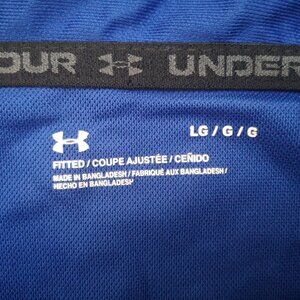 OUR UNDER
LG / G / G
FITTED / COUPE AJUSTÉE / CEÑIDO
MADE IN BANGLADESH / FABRIQUÉ AUX BANGLADESH /
HECHO EN BANGLADESH